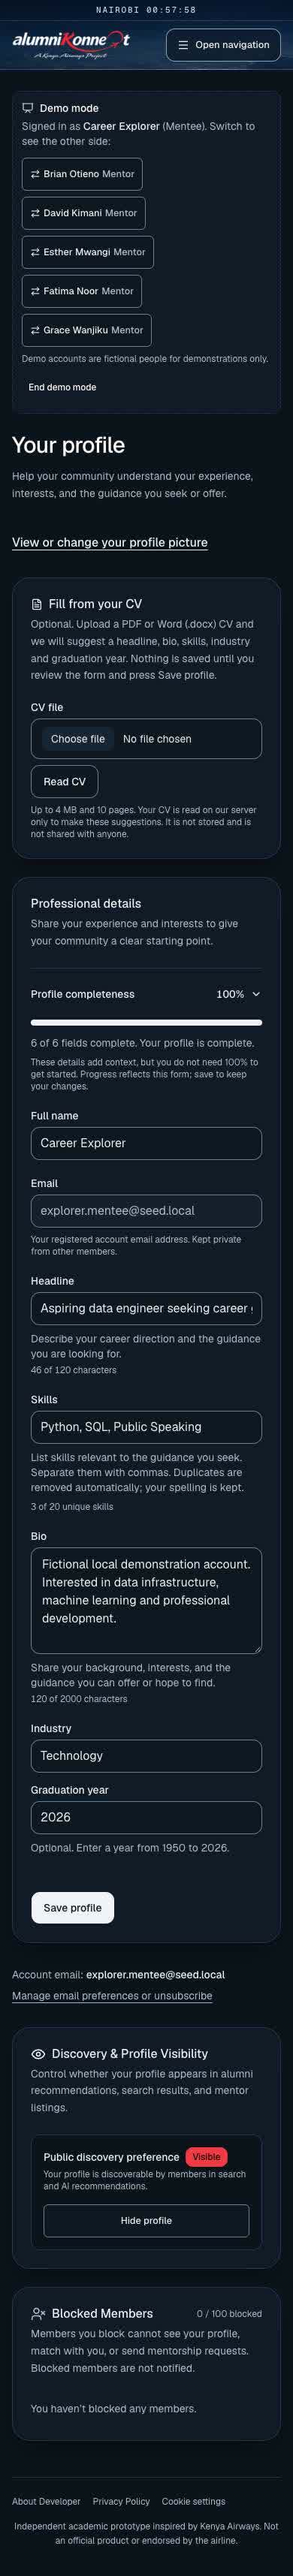 NAIROBI 00:57:58
alumniKonnect
A Kenya Airways Project
Open navigation
Demo mode
Signed in as Career Explorer (Mentee). Switch to
see the other side:
Brian Otieno Mentor
David Kimani Mentor
Esther Mwangi Mentor
Fatima Noor Mentor
Grace Wanjiku Mentor
Demo accounts are fictional people for demonstrations only.
End demo mode
Your profile
Help your community understand your experience,
interests, and the guidance you seek or offer.
View or change your profile picture
Fill from your CV
Optional. Upload a PDF or Word (.docx) CV and
we will suggest a headline, bio, skills, industry
and graduation year. Nothing is saved until you
review the form and press Save profile.
CV file
Choose file No file chosen
Read CV
Up to 4 MB and 10 pages. Your CV is read on our server
only to make these suggestions. It is not stored and is
not shared with anyone.
Professional details
Share your experience and interests to give
your community a clear starting point.
Profile completeness 100%
6 of 6 fields complete. Your profile is complete.
These details add context, but you do not need 100% to
get started. Progress reflects this form; save to keep
your changes.
Full name
Career Explorer
Email
explorer.mentee@seed.local
Your registered account email address. Kept private
from other members.
Headline
Aspiring data engineer seeking career g
Describe your career direction and the guidance
you are looking for.
46 of 120 characters
Skills
Python, SQL, Public Speaking
List skills relevant to the guidance you seek.
Separate them with commas. Duplicates are
removed automatically; your spelling is kept.
3 of 20 unique skills
Bio
Fictional local demonstration account.
Interested in data infrastructure,
machine learning and professional
development.
Share your background, interests, and the
guidance you can offer or hope to find.
120 of 2000 characters
Industry
Technology
Graduation year
2026
Optional. Enter a year from 1950 to 2026.
Save profile
Account email: explorer.mentee@seed.local
Manage email preferences or unsubscribe
Discovery & Profile Visibility
Control whether your profile appears in alumni
recommendations, search results, and mentor
listings.
Public discovery preference Visible
Your profile is discoverable by members in search
and AI recommendations.
Hide profile
Blocked Members 0 / 100 blocked
Members you block cannot see your profile,
match with you, or send mentorship requests.
Blocked members are not notified.
You haven't blocked any members.
About Developer Privacy Policy Cookie settings
Independent academic prototype inspired by Kenya Airways. Not
an official product or endorsed by the airline.